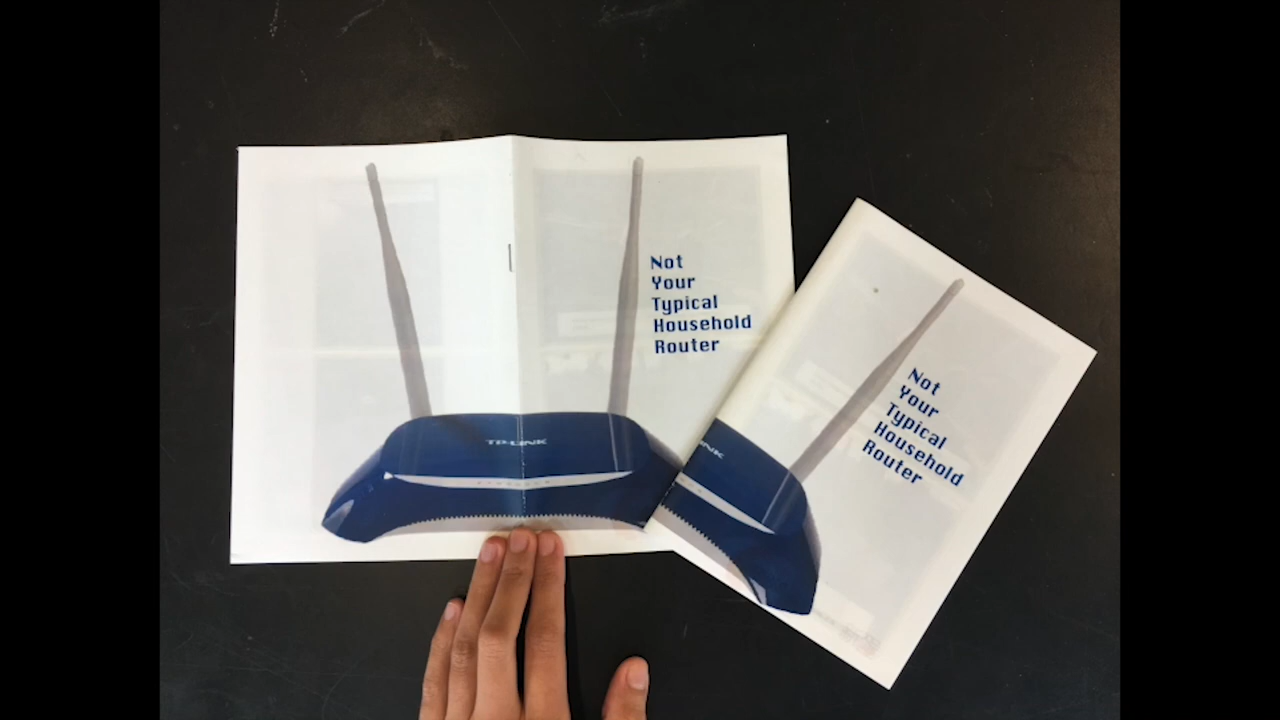 TP-LINK
Not
Your
Typical
Household
Router
Not
Your
Typical
Household
Router